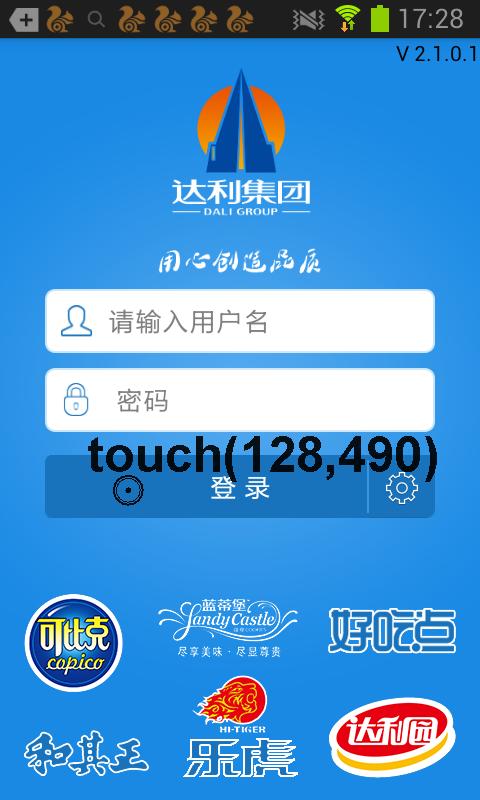 17:28
V 2.1.0.1
达利集团
DALI GROUP
用心创造品质
请输入用户名
密码
touch(128,490)
登录
可比克
copico
蓝蒂堡
Landy Castle
尽享美味·尽显尊贵
好吃点
和其正
HI-TIGER
乐虎
达利园